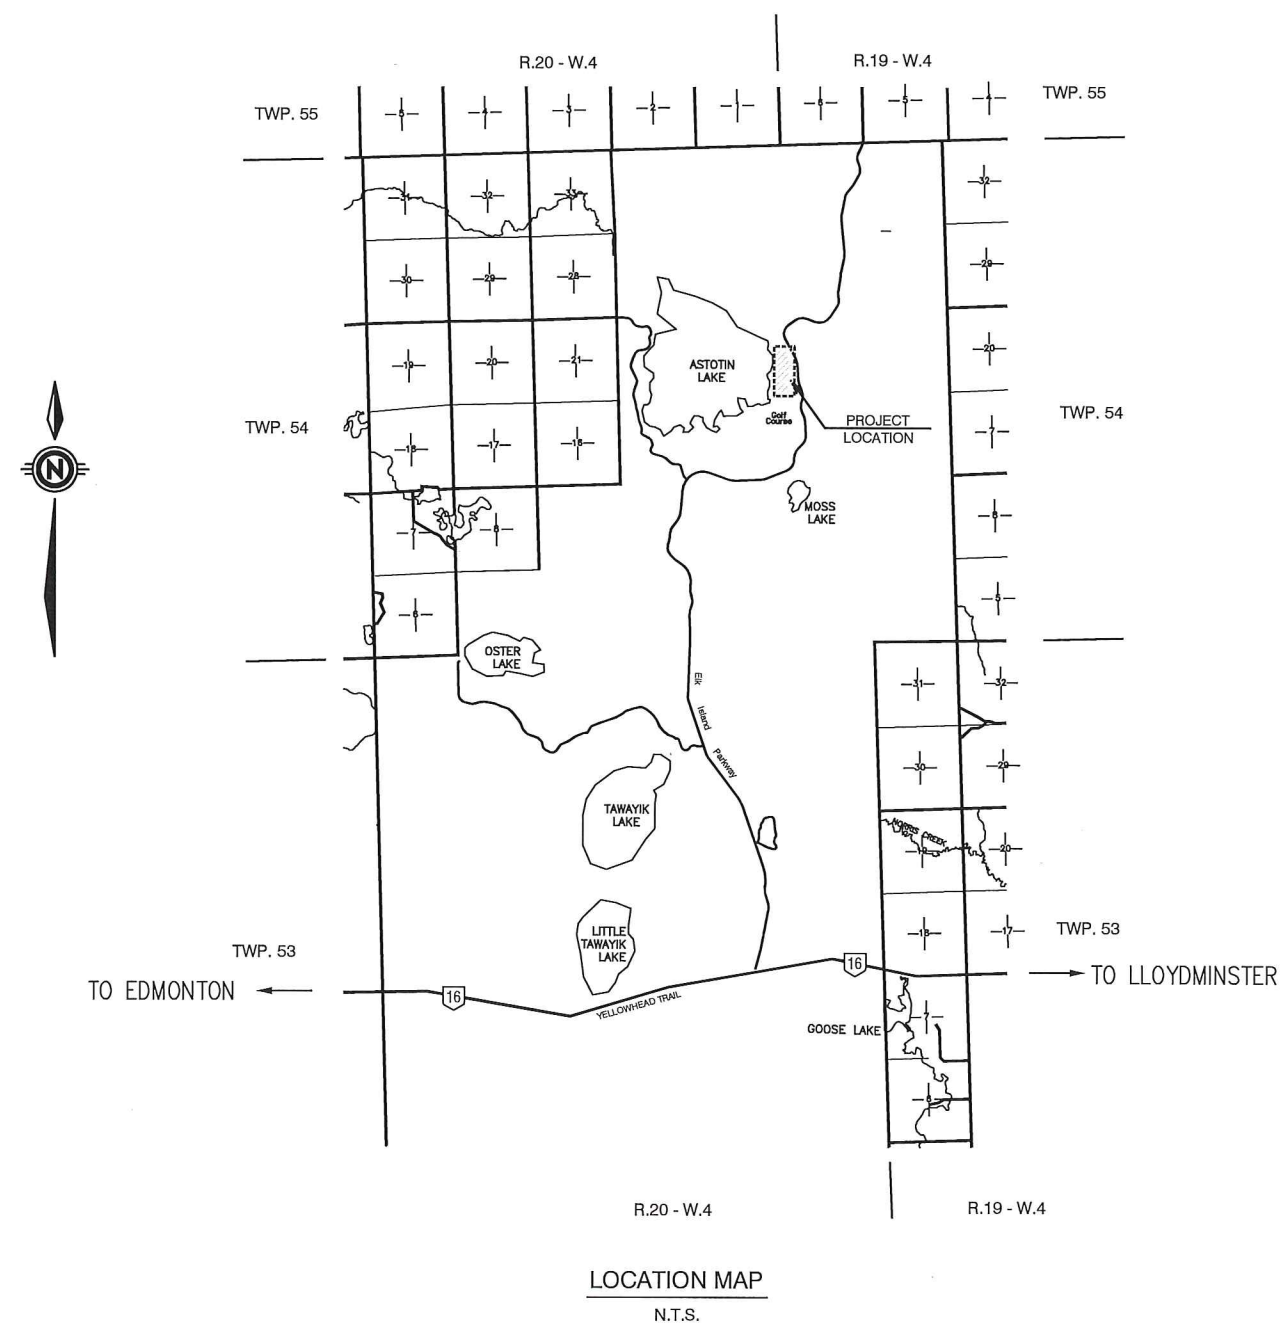 R.20 - W.4
R.19 - W.4
TWP. 55
5
4
3
2
1
6
5
4
TWP. 55
31
32
33
32
30
29
28
29
19
20
21
20
ASTOTIN
LAKE
Golf
Course
PROJECT
LOCATION
TWP. 54
TWP. 54
18
17
16
7
N
7
8
8
MOSS
LAKE
6
5
OSTER
LAKE
Elk
Island
Parkway
31
32
30
29
TAWAYIK
LAKE
NORRIS CREEK
19
20
LITTLE
TAWAYIK
LAKE
18
17
TWP. 53
TWP. 53
TO EDMONTON
16
YELLOWHEAD TRAIL
16
TO LLOYDMINSTER
GOOSE LAKE
7
6
R.20 - W.4
R.19 - W.4
LOCATION MAP
N.T.S.